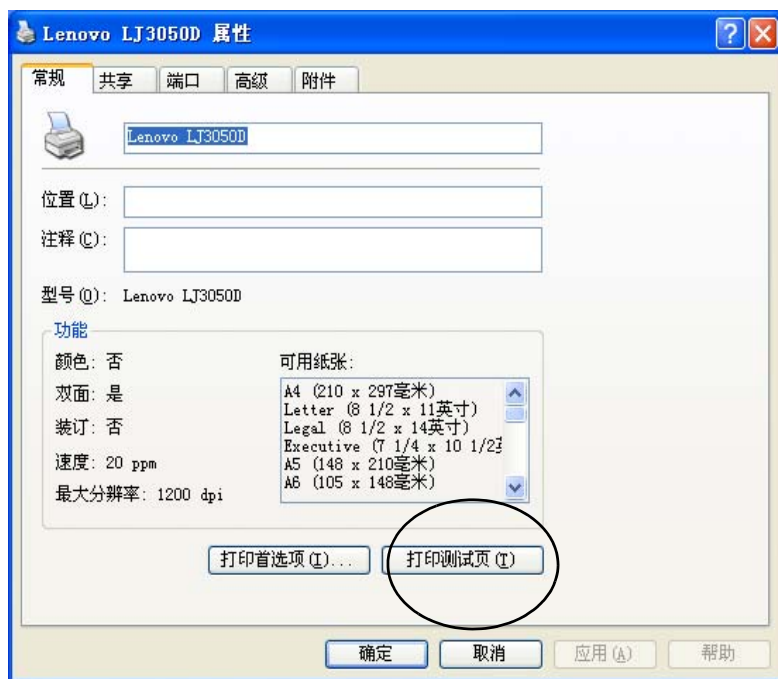 Lenovo LJ3050D 属性
常规 共享 端口 高级 附件
Lenovo LJ3050D
位置(L):
注释(C):
型号(O): Lenovo LJ3050D
功能
颜色: 否
双面: 是
装订: 否
速度: 20 ppm
最大分辨率: 1200 dpi
可用纸张:
A4 (210 x 297毫米)
Letter (8 1/2 x 11英寸)
Legal (8 1/2 x 14英寸)
Executive (7 1/4 x 10 1/2
A5 (148 x 210毫米)
A6 (105 x 148毫米)
打印首选项(I)... 打印测试页(T)
确定 取消 应用(A) 帮助